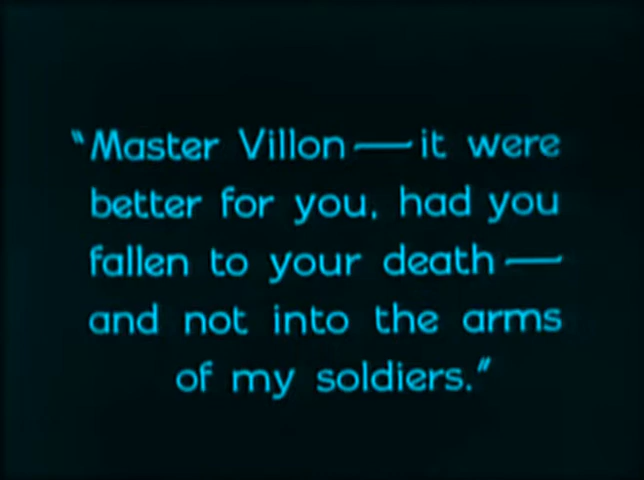 "Master Villon — it were
better for you, had you
fallen to your death —
and not into the arms
of my soldiers."